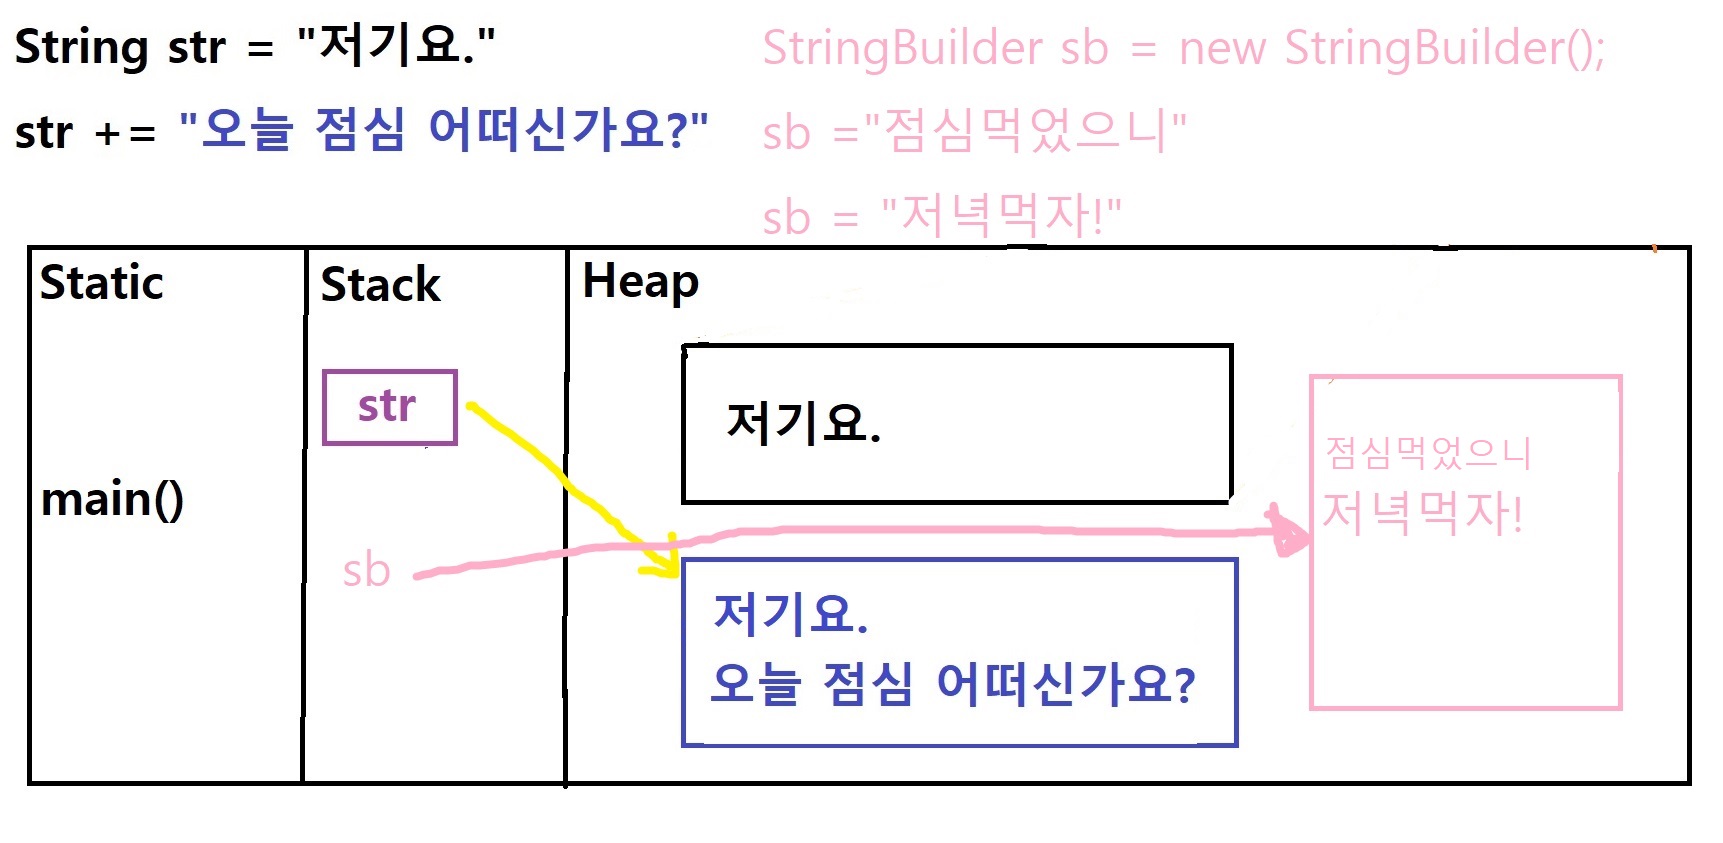 String str = "저기요."
str += "오늘 점심 어떠신가요?"
StringBuilder sb = new StringBuilder();
sb ="점심먹었으니"
sb = "저녁먹자!"
Static
main()
Stack
str
sb
Heap
저기요.
저기요.
오늘 점심 어떠신가요?
점심먹었으니
저녁먹자!